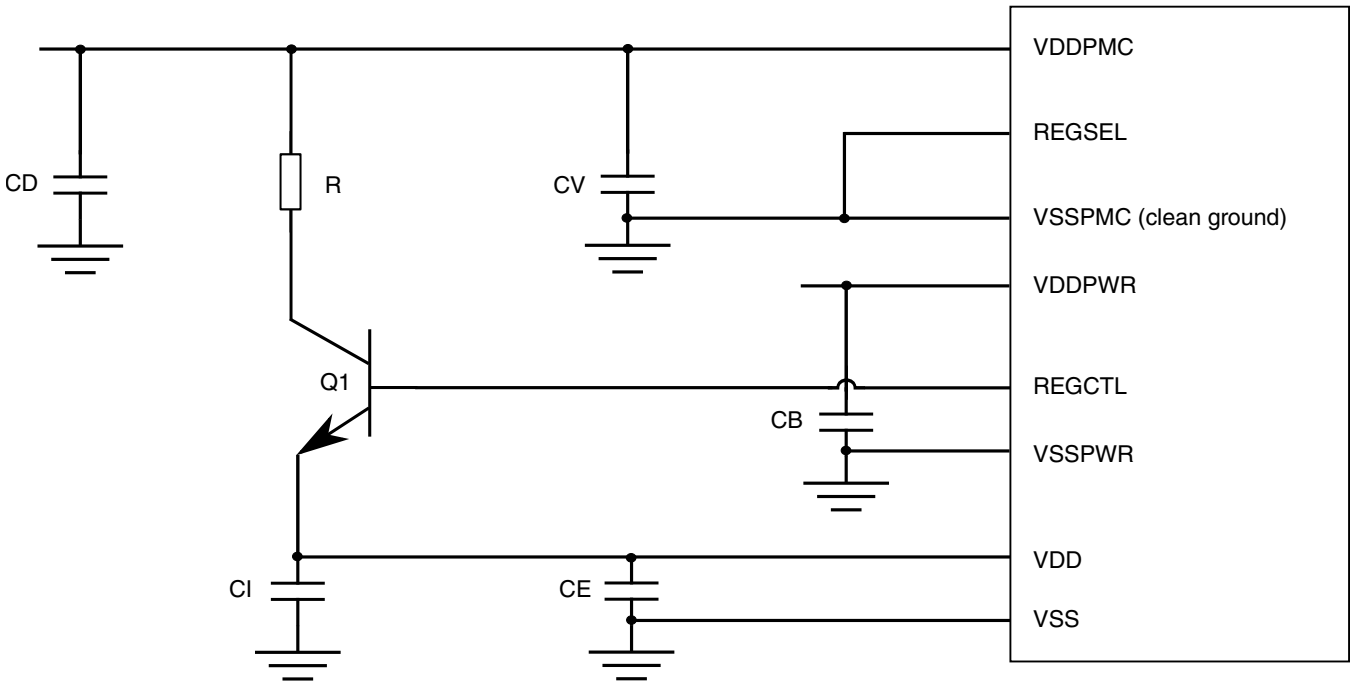 VDDPMC
REGSEL
CD
R
CV
VSSPMC (clean ground)
VDDPWR
Q1
REGCTL
CB
VSSPWR
VDD
CI
CE
VSS